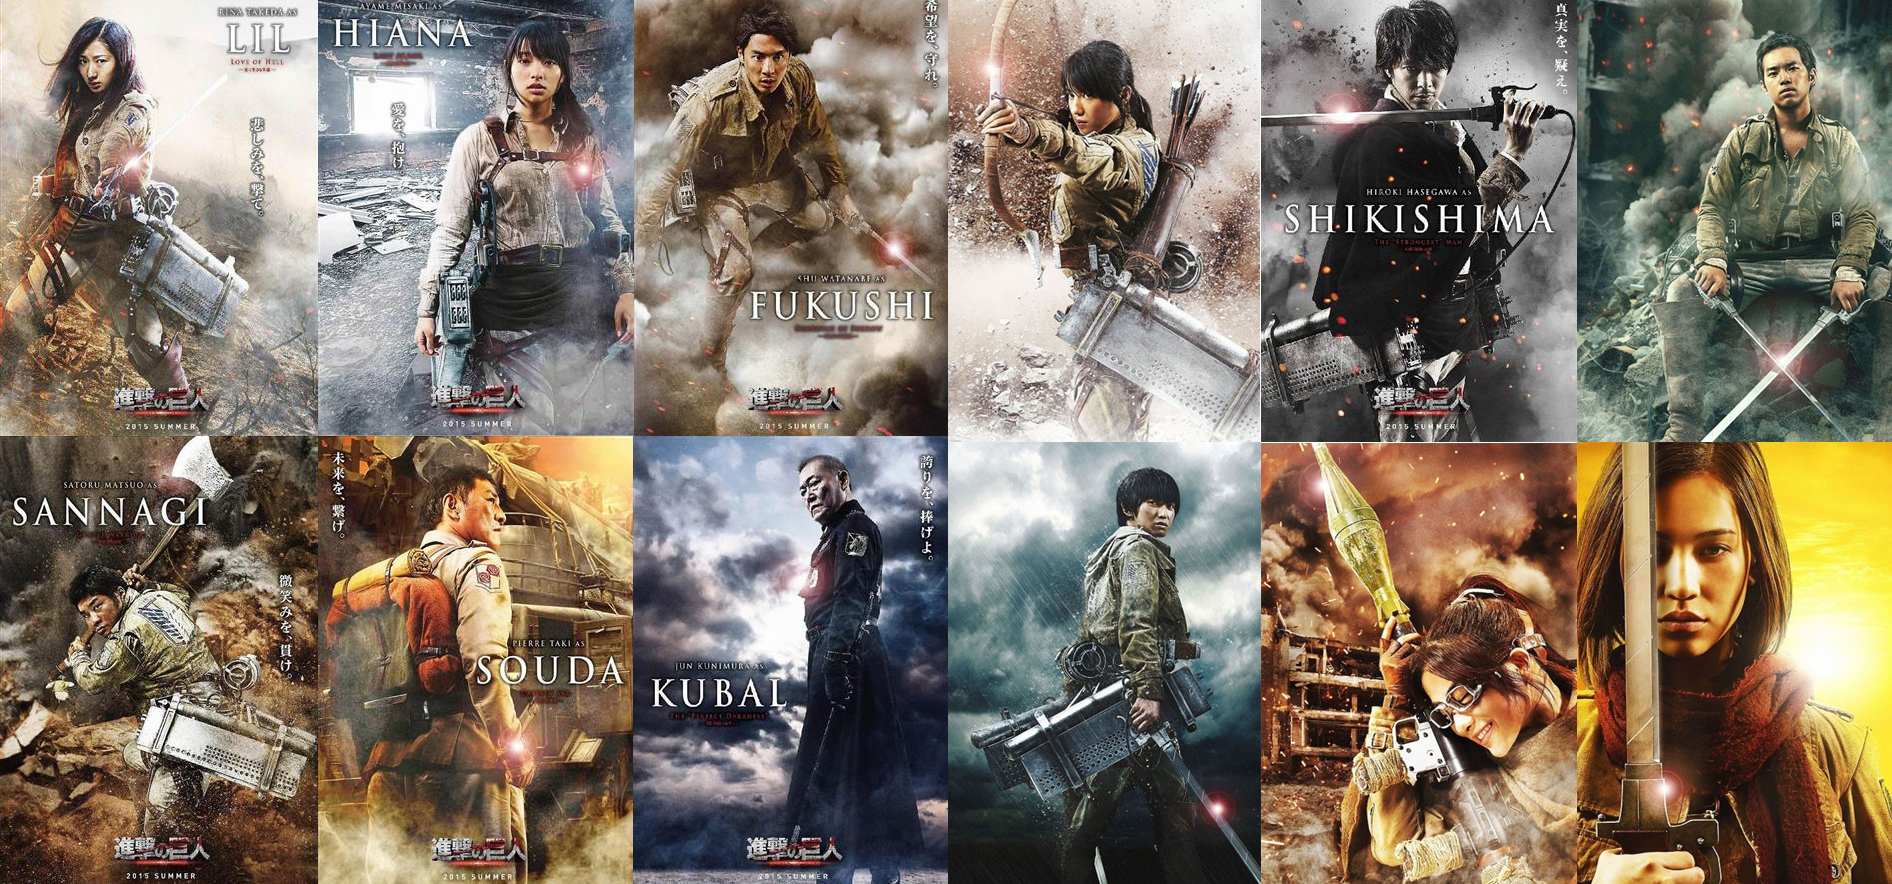 RINA TAKEDA AS
LIL
LOVE OF HELL
悲しみを、撃て。
進撃の巨人
2015 SUMMER
AYAME MISAKI AS
HIANA
愛を、抱け
進撃の巨人
2015 SUMMER
希望を、守れ。
SHU WATANABE AS
FUKUSHI
進撃の巨人
2015 SUMMER
真実を、疑え。
HIROKI HASEGAWA AS
SHIKISHIMA
THE "STRONGEST" MAN
進撃の巨人
2015 SUMMER
SATORU MATSUO AS
SANNAGI
微笑みを、貫け。
進撃の巨人
2015 SUMMER
未来を、繋げ。
PIERRE TAKI AS
SOUDA
進撃の巨人
2015 SUMMER
誇りを、捧げよ。
JUN KUNIMURA AS
KUBAL
THE "PERFECT DARKNESS"
進撃の巨人
2015 SUMMER